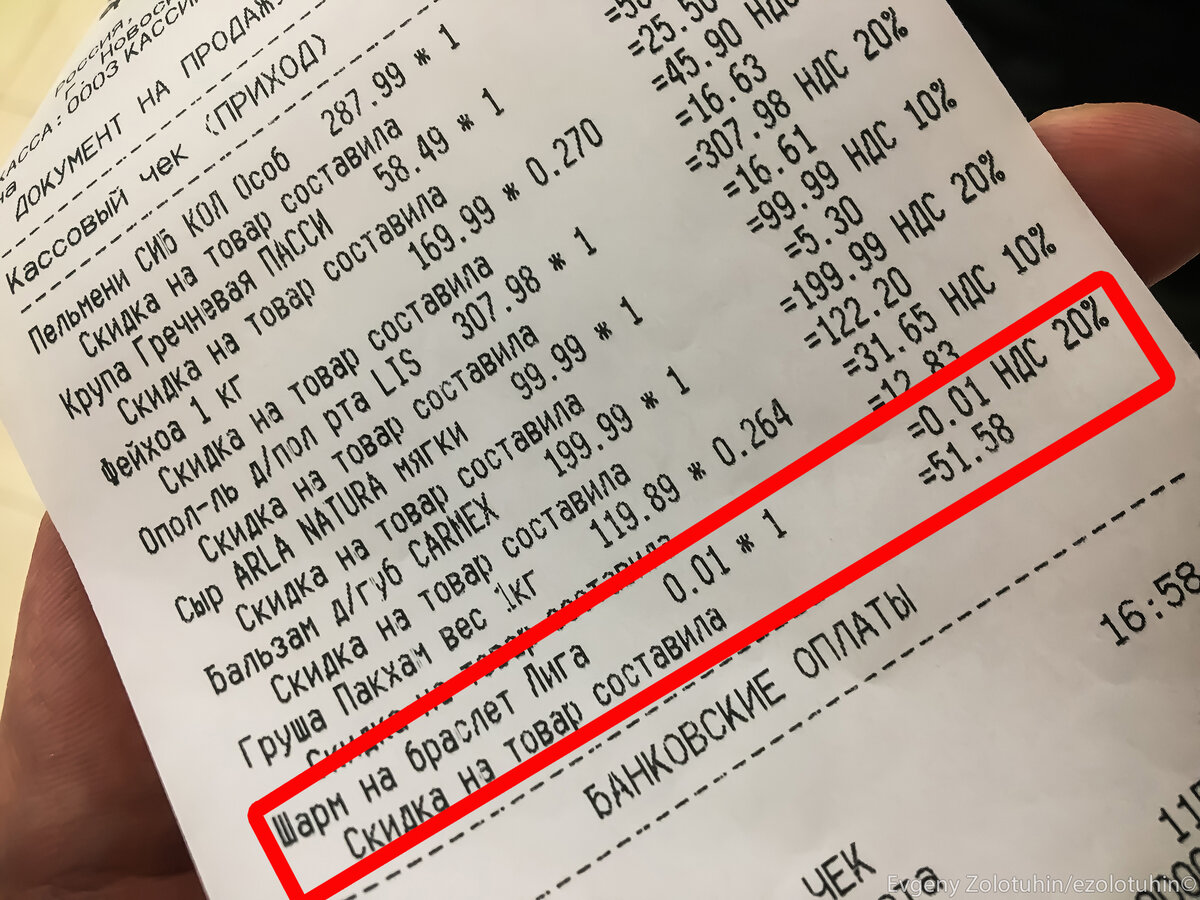 РОССИЯ,
КАССА: 0003 КАССИ
ДОКУМЕНТ НА ПРОДАЖУ
Кассовый чек (ПРИХОД)
Пельмени СИБ КОЛ Особ 287.99 * 1
Скидка на товар составила
Крупа Гречневая ПАССИ 58.49 * 1
Скидка на товар составила =25.50
Фейхоа 1 кг 169.99 * 0.270 =45.90 НДС
Скидка на товар составила =16.63
Опол-ль д/пол рта LIS 307.98 * 1 =307.98 НДС 20%
Скидка на товар составила =16.61
Сыр ARLA NATURA мягки 99.99 * 1 =99.99 НДС 10%
Скидка на товар составила =5.30
Бальзам д/губ CARMEX 199.99 * 1 =199.99 НДС 20%
Скидка на товар составила =122.20
Груша Пакхам вес 1кг 119.89 * 0.264 =31.65 НДС 10%
Скидка на товар составила =12.83
Шарм на браслет Лига 0.01 * 1 =0.01 НДС 20%
Скидка на товар составила =51.58
БАНКОВСКИЕ ОПЛАТЫ
16:58
ЧЕК
Evgeny Zolotuhin/ezolotuhin©